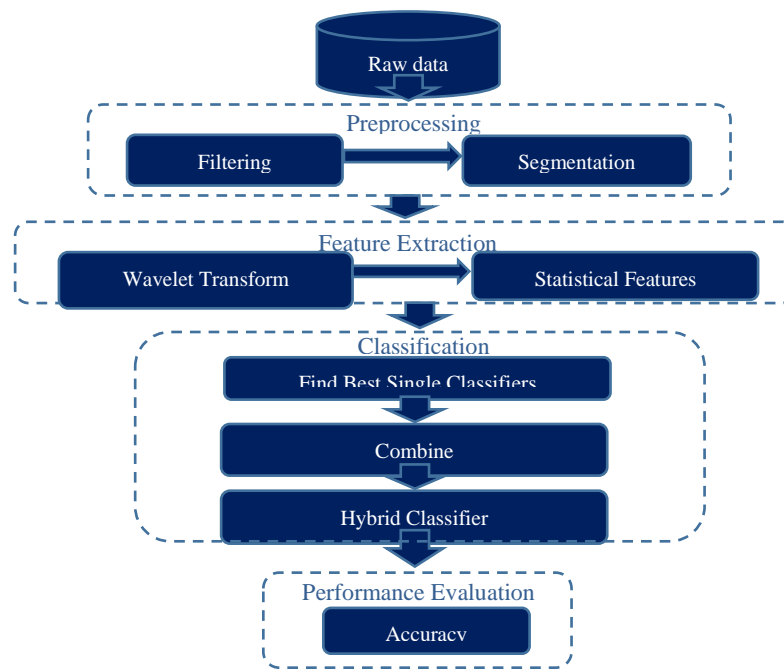 Raw data
Preprocessing
Filtering
Segmentation
Feature Extraction
Wavelet Transform
Statistical Features
Classification
Find Best Single Classifiers
Combine
Hybrid Classifier
Performance Evaluation
Accuracy